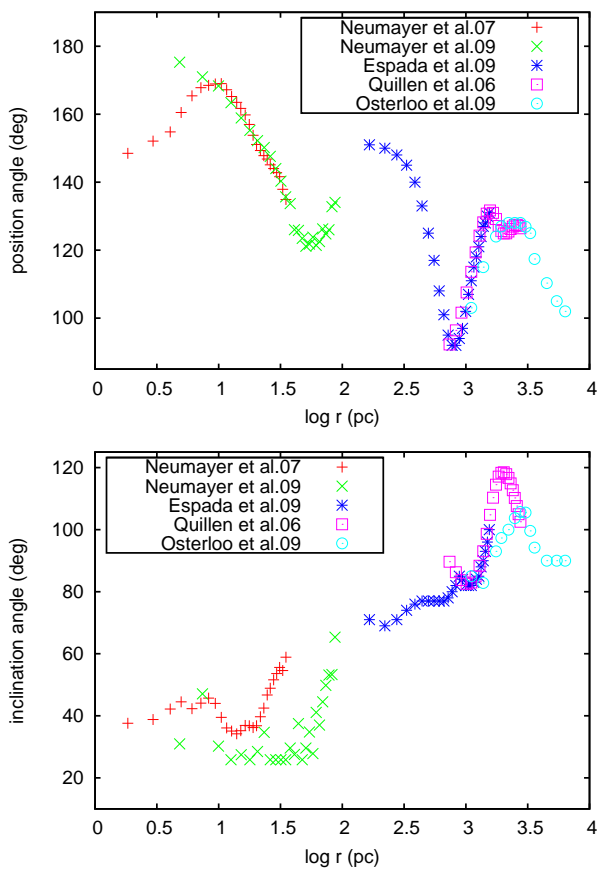 180
160
140
120
100
position angle (deg)
Neumayer et al.07
Neumayer et al.09
Espada et al.09
Quillen et al.06
Osterloo et al.09
0 0.5 1 1.5 2 2.5 3 3.5 4
log r (pc)
120
100
80
60
40
20
inclination angle (deg)
Neumayer et al.07
Neumayer et al.09
Espada et al.09
Quillen et al.06
Osterloo et al.09
0 0.5 1 1.5 2 2.5 3 3.5 4
log r (pc)